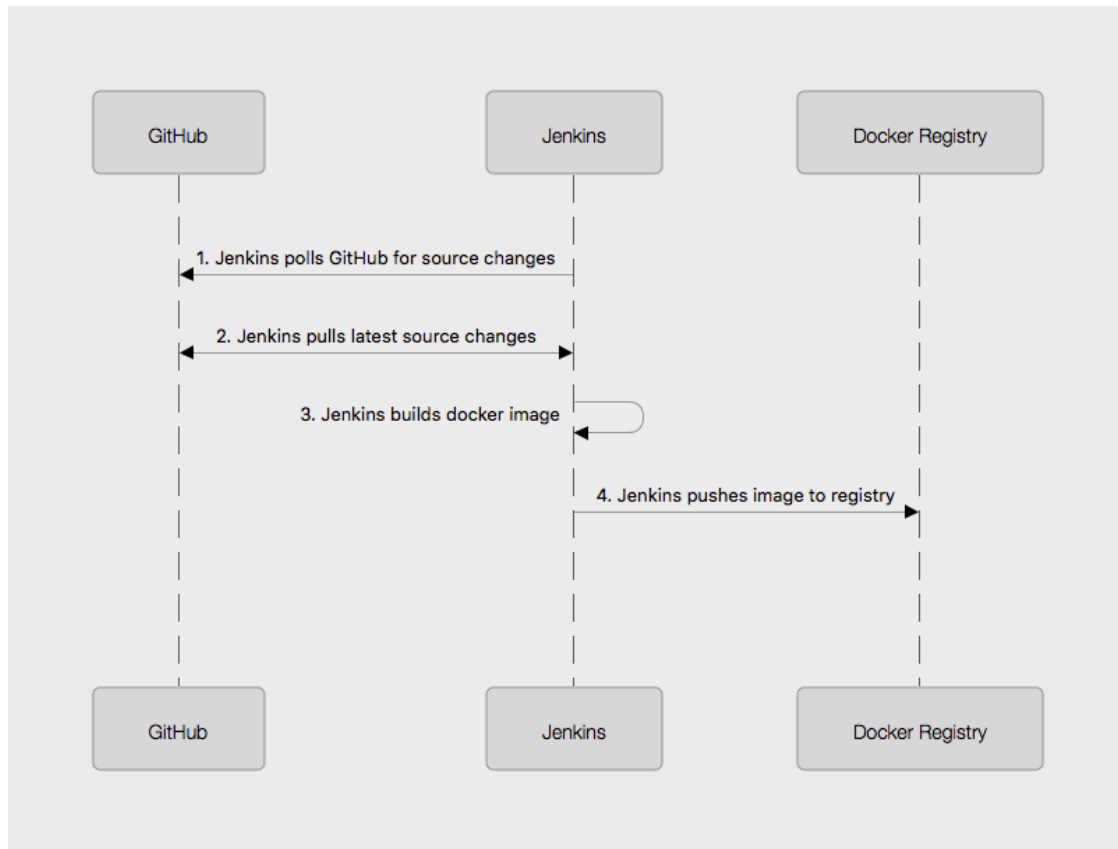 GitHub
Jenkins
Docker Registry
1. Jenkins polls GitHub for source changes
2. Jenkins pulls latest source changes
3. Jenkins builds docker image
4. Jenkins pushes image to registry
GitHub
Jenkins
Docker Registry